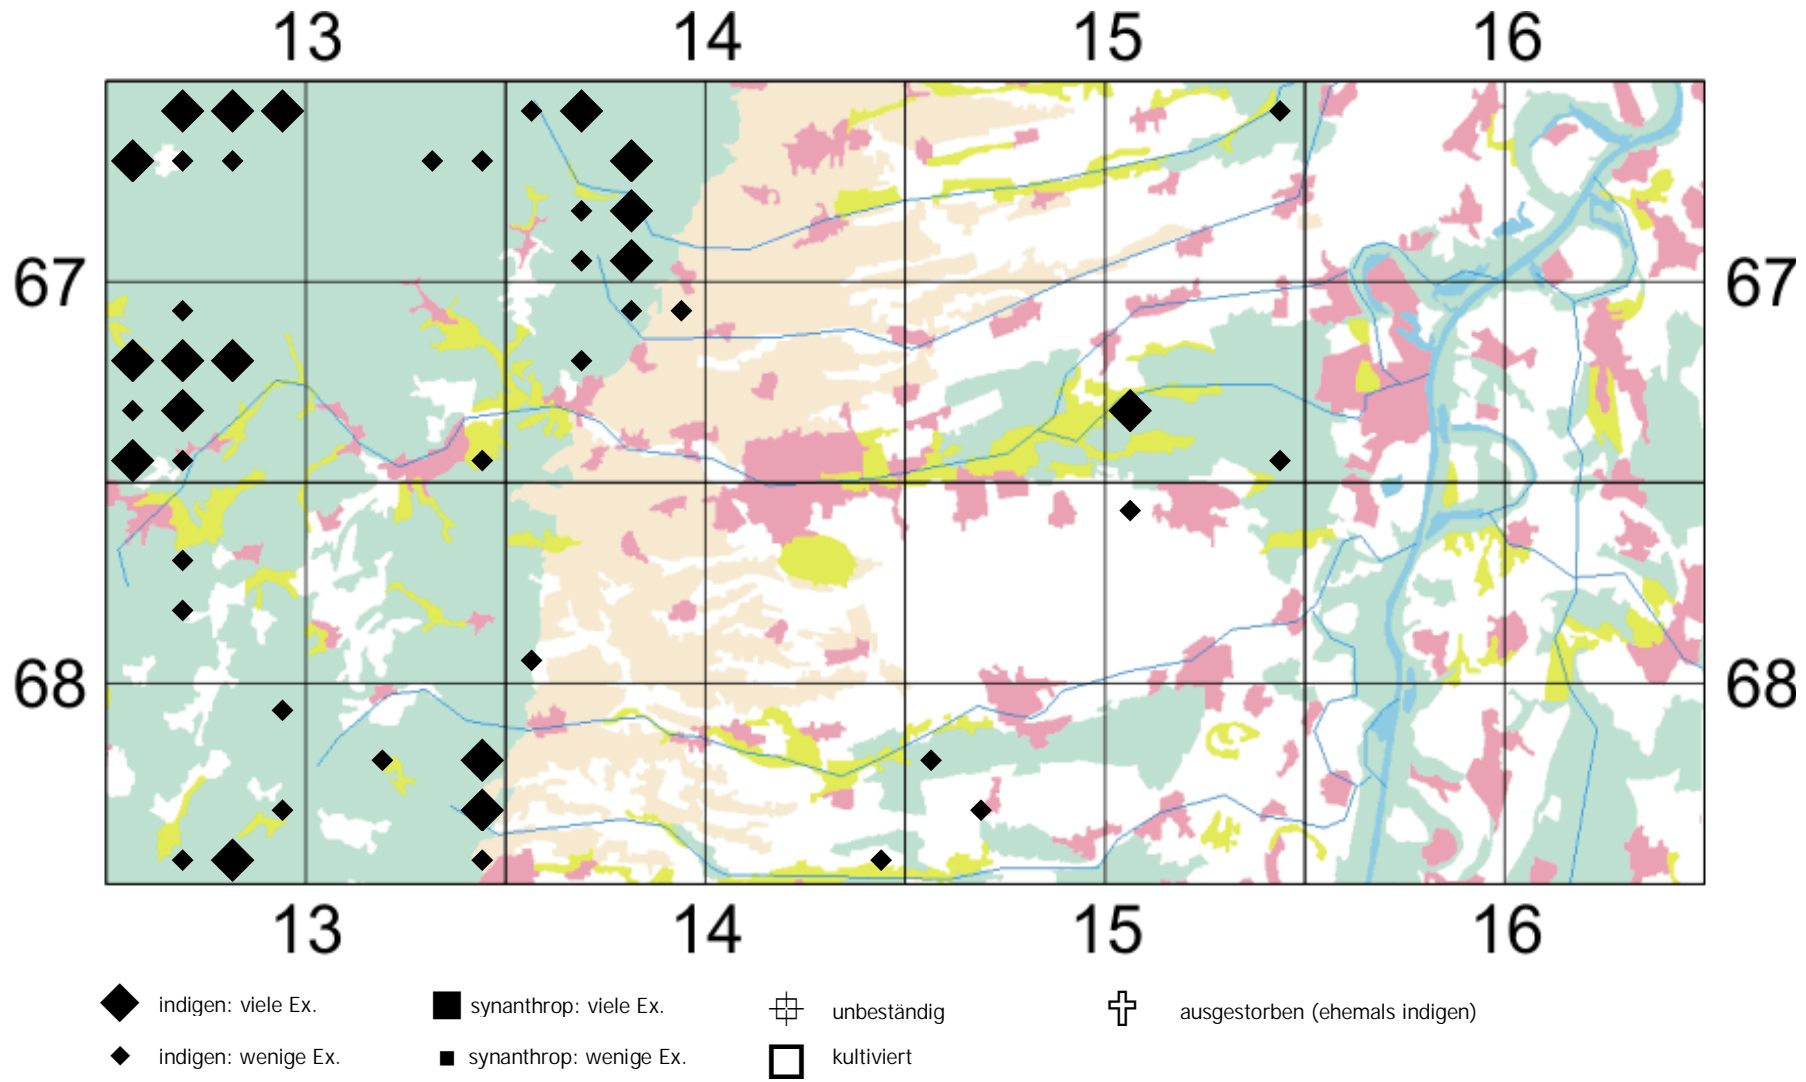 13 14 15 16
67 67
68 68
13 14 15 16
indigen: viele Ex. synanthrop: viele Ex. unbeständig ausgestorben (ehemals indigen)
indigen: wenige Ex. synanthrop: wenige Ex. kultiviert